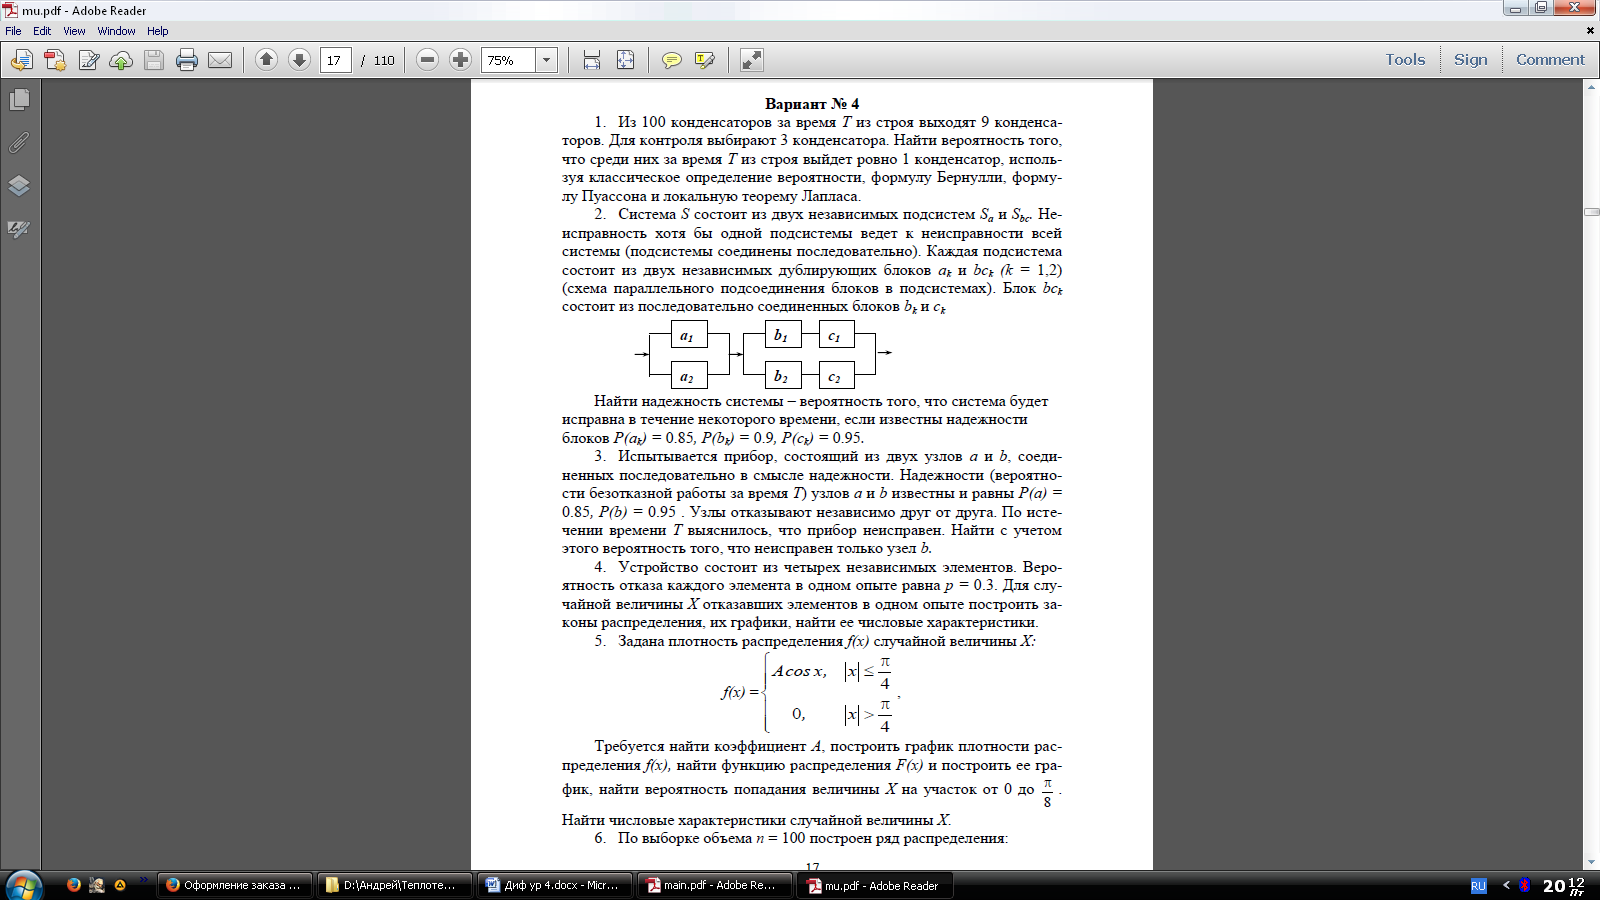 mu.pdf - Adobe Reader
File Edit View Window Help
17 / 110 75% Tools Sign Comment
Вариант № 4
1. Из 100 конденсаторов за время T из строя выходят 9 конденса-
торов. Для контроля выбирают 3 конденсатора. Найти вероятность того,
что среди них за время T из строя выйдет ровно 1 конденсатор, исполь-
зуя классическое определение вероятности, формулу Бернулли, форму-
лу Пуассона и локальную теорему Лапласа.
2. Система S состоит из двух независимых подсистем Sa и Sbc. Не-
исправность хотя бы одной подсистемы ведет к неисправности всей
системы (подсистемы соединены последовательно). Каждая подсистема
состоит из двух независимых дублирующих блоков ak и bck (k = 1,2)
(схема параллельного подсоединения блоков в подсистемах). Блок bck
состоит из последовательно соединенных блоков bk и ck
a1 b1 c1
a2 b2 c2
Найти надежность системы – вероятность того, что система будет
исправна в течение некоторого времени, если известны надежности
блоков P(ak) = 0.85, P(bk) = 0.9, P(ck) = 0.95.
3. Испытывается прибор, состоящий из двух узлов a и b, соеди-
ненных последовательно в смысле надежности. Надежности (вероятно-
сти безотказной работы за время T) узлов a и b известны и равны P(a) =
0.85, P(b) = 0.95 . Узлы отказывают независимо друг от друга. По исте-
чении времени T выяснилось, что прибор неисправен. Найти с учетом
этого вероятность того, что неисправен только узел b.
4. Устройство состоит из четырех независимых элементов. Веро-
ятность отказа каждого элемента в одном опыте равна p = 0.3. Для слу-
чайной величины X отказавших элементов в одном опыте построить за-
коны распределения, их графики, найти ее числовые характеристики.
5. Задана плотность распределения f(x) случайной величины X:
f(x) = { A cos x, |x| ≤ π/4
0, |x| > π/4 ,
Требуется найти коэффициент A, построить график плотности рас-
пределения f(x), найти функцию распределения F(x) и построить ее гра-
фик, найти вероятность попадания величины X на участок от 0 до π/8 .
Найти числовые характеристики случайной величины X.
6. По выборке объема n = 100 построен ряд распределения:
17
Оформление заказа ... D:\Андрей\Теплоте... Диф ур 4.docx - Micr... main.pdf - Adobe Re... mu.pdf - Adobe Reader RU 20 12
Пт